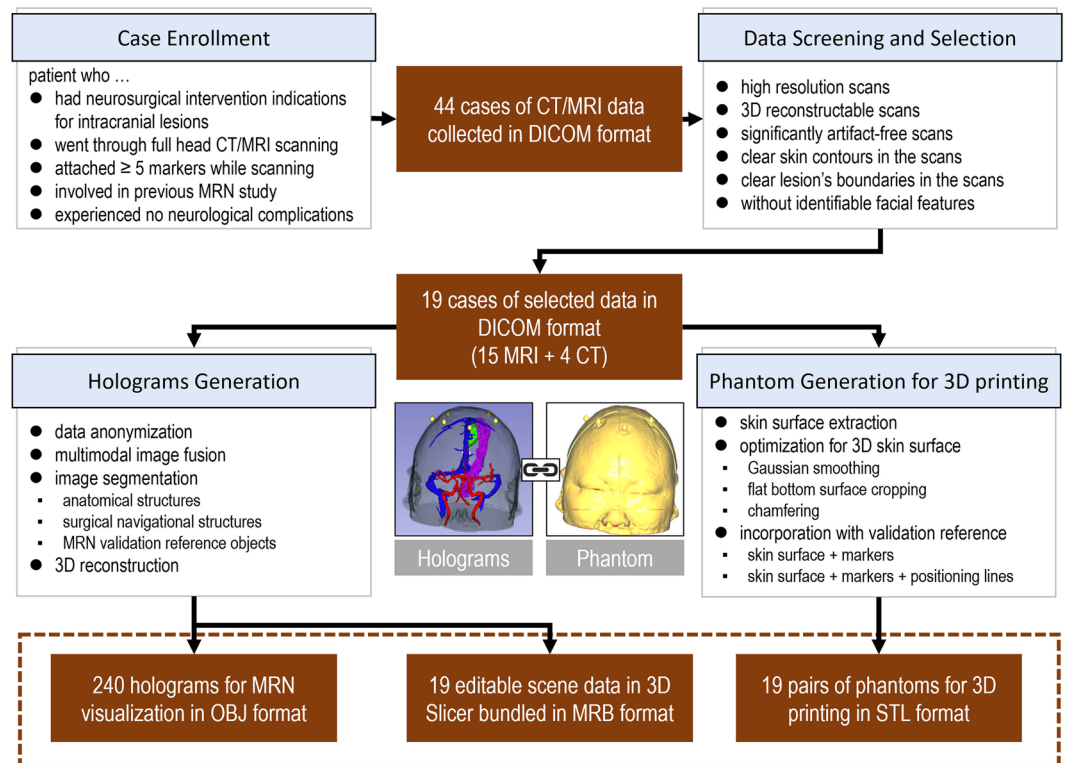 Case Enrollment
patient who …
● had neurosurgical intervention indications
for intracranial lesions
● went through full head CT/MRI scanning
● attached ≥ 5 markers while scanning
● involved in previous MRN study
● experienced no neurological complications
44 cases of CT/MRI data
collected in DICOM format
Data Screening and Selection
● high resolution scans
● 3D reconstructable scans
● significantly artifact-free scans
● clear skin contours in the scans
● clear lesion's boundaries in the scans
● without identifiable facial features
19 cases of selected data in
DICOM format
(15 MRI + 4 CT)
Holograms Generation
● data anonymization
● multimodal image fusion
● image segmentation
▪ anatomical structures
▪ surgical navigational structures
▪ MRN validation reference objects
● 3D reconstruction
Holograms
Phantom
Phantom Generation for 3D printing
● skin surface extraction
● optimization for 3D skin surface
▪ Gaussian smoothing
▪ flat bottom surface cropping
▪ chamfering
● incorporation with validation reference
▪ skin surface + markers
▪ skin surface + markers + positioning lines
240 holograms for MRN
visualization in OBJ format
19 editable scene data in 3D
Slicer bundled in MRB format
19 pairs of phantoms for 3D
printing in STL format